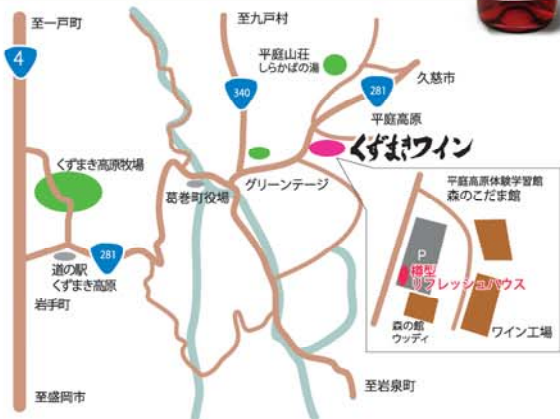 至一戸町
至九戸村
4
平庭山荘
しらかばの湯
久慈市
340
281
平庭高原
くずまきワイン
くずまき高原牧場
グリーンテージ
葛巻町役場
平庭高原体験学習館
森のこだま館
281
P
道の駅
くずまき高原
樽型
リフレッシュハウス
岩手町
森の館
ウッディ
ワイン工場
至岩泉町
至盛岡市